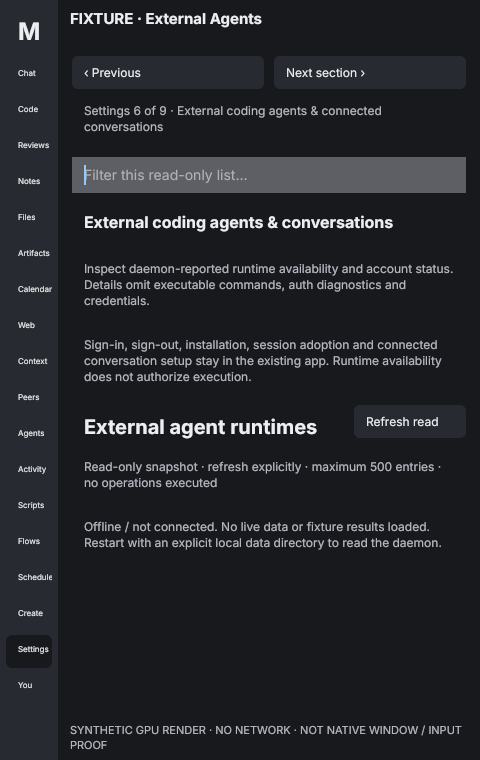 M
FIXTURE · External Agents
‹ Previous
Next section ›
Settings 6 of 9 · External coding agents & connected
conversations
Filter this read-only list...
External coding agents & conversations
Inspect daemon-reported runtime availability and account status.
Details omit executable commands, auth diagnostics and
credentials.
Sign-in, sign-out, installation, session adoption and connected
conversation setup stay in the existing app. Runtime availability
does not authorize execution.
External agent runtimes
Refresh read
Read-only snapshot · refresh explicitly · maximum 500 entries ·
no operations executed
Offline / not connected. No live data or fixture results loaded.
Restart with an explicit local data directory to read the daemon.
Chat
Code
Reviews
Notes
Files
Artifacts
Calendar
Web
Context
Peers
Agents
Activity
Scripts
Flows
Schedule
Create
Settings
You
SYNTHETIC GPU RENDER · NO NETWORK · NOT NATIVE WINDOW / INPUT
PROOF